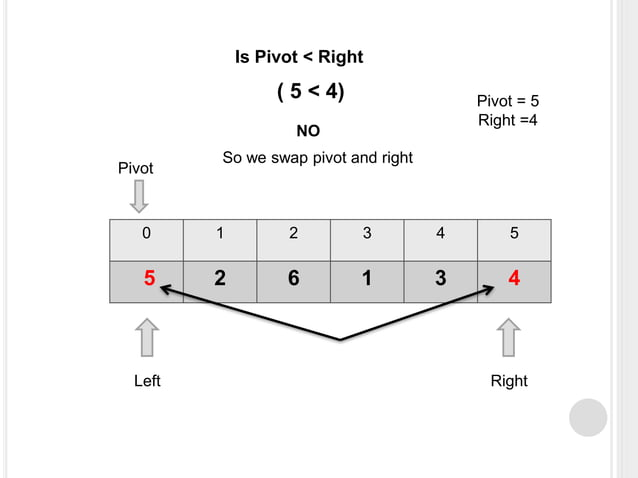 Is Pivot < Right
( 5 < 4)
Pivot = 5
Right =4
NO
So we swap pivot and right
Pivot
0 1 2 3 4 5
5 2 6 1 3 4
Left Right